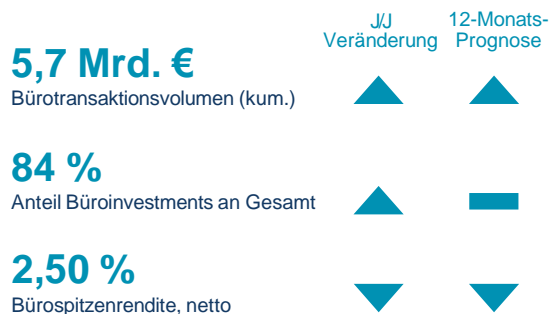 J/J
Veränderung
12-Monats-
Prognose
5,7 Mrd. €
Bürotransaktionsvolumen (kum.)
84 %
Anteil Büroinvestments an Gesamt
2,50 %
Bürospitzenrendite, netto